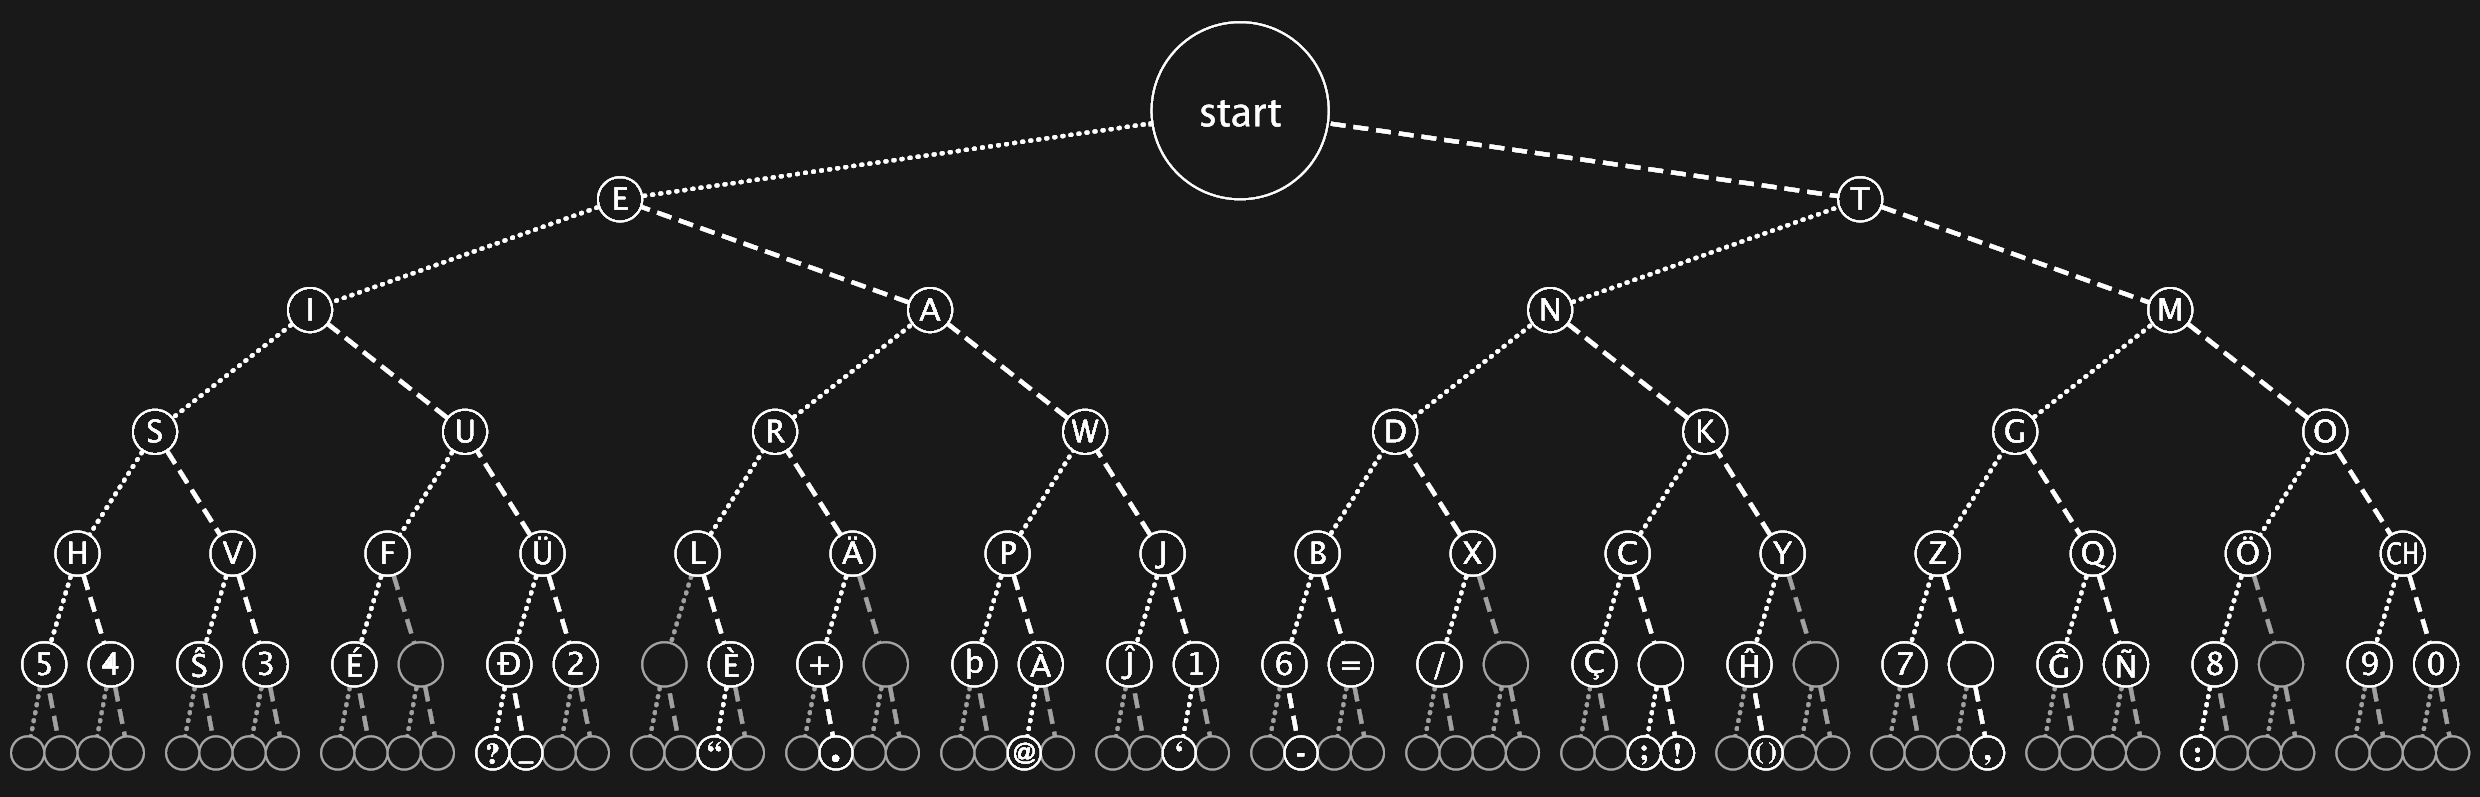 start
E T
I A N M
S U R W D K G O
H V F Ü L Ä P J B X C Y Z Q Ö CH
5 4 Ŝ 3 É Đ 2 È + þ À Ĵ 1 6 = / Ç Ĥ 7 Ĝ Ñ 8 9 0
? _ “ . @ ‘ - ; ! () , :